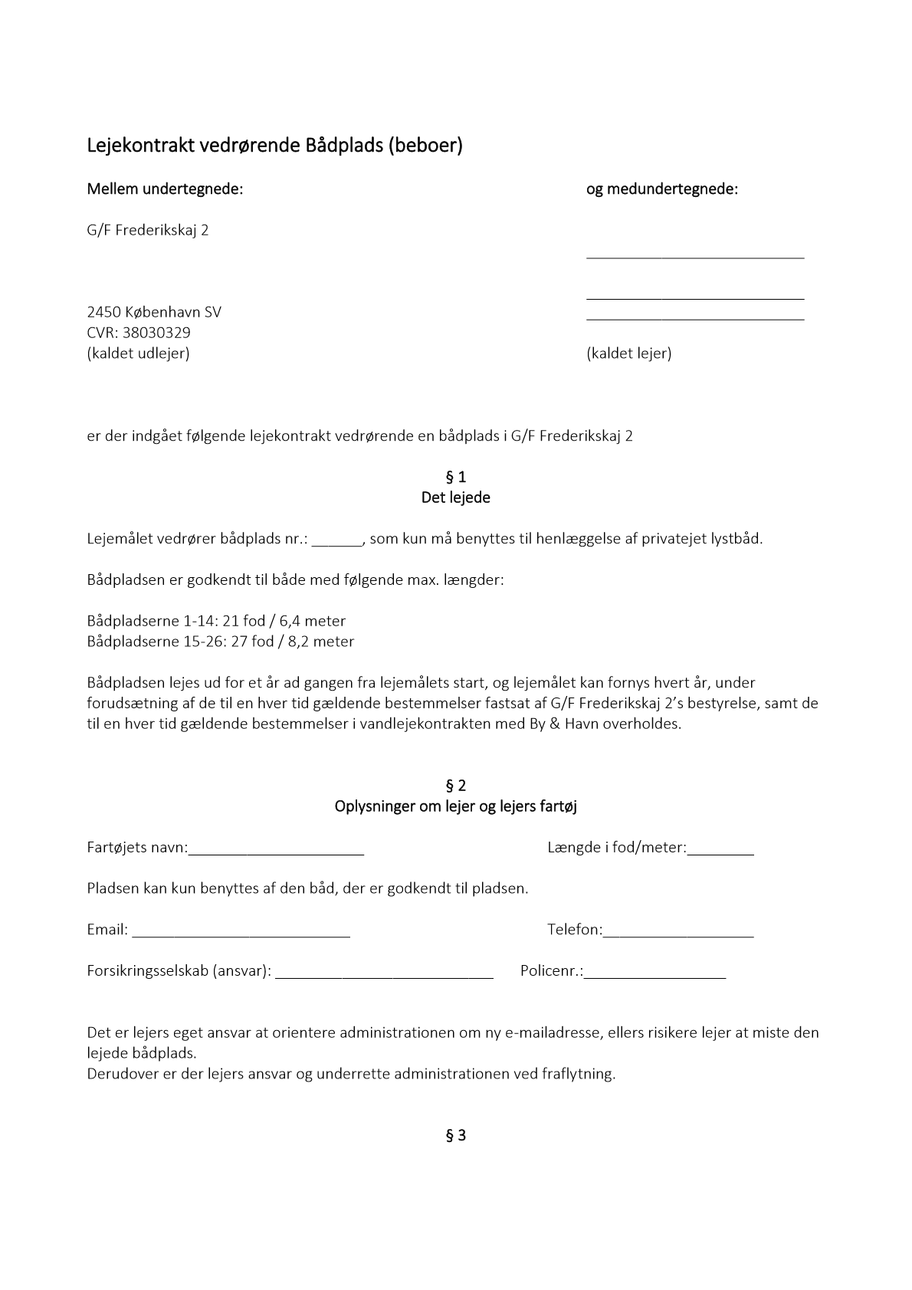 Lejekontrakt vedrørende Bådplads (beboer)
Mellem undertegnede: og medundertegnede:
G/F Frederikskaj 2
__________________________
__________________________
2450 København SV __________________________
CVR: 38030329
(kaldet udlejer) (kaldet lejer)
er der indgået følgende lejekontrakt vedrørende en bådplads i G/F Frederikskaj 2
§ 1
Det lejede
Lejemålet vedrører bådplads nr.: ______, som kun må benyttes til henlæggelse af privatejet lystbåd.
Bådpladsen er godkendt til både med følgende max. længder:
Bådpladserne 1-14: 21 fod / 6,4 meter
Bådpladserne 15-26: 27 fod / 8,2 meter
Bådpladsen lejes ud for et år ad gangen fra lejemålets start, og lejemålet kan fornys hvert år, under
forudsætning af de til en hver tid gældende bestemmelser fastsat af G/F Frederikskaj 2’s bestyrelse, samt de
til en hver tid gældende bestemmelser i vandlejekontrakten med By & Havn overholdes.
§ 2
Oplysninger om lejer og lejers fartøj
Fartøjets navn:_____________________ Længde i fod/meter:________
Pladsen kan kun benyttes af den båd, der er godkendt til pladsen.
Email: __________________________ Telefon:__________________
Forsikringsselskab (ansvar): __________________________ Policenr.:_________________
Det er lejers eget ansvar at orientere administrationen om ny e-mailadresse, ellers risikere lejer at miste den
lejede bådplads.
Derudover er der lejers ansvar og underrette administrationen ved fraflytning.
§ 3